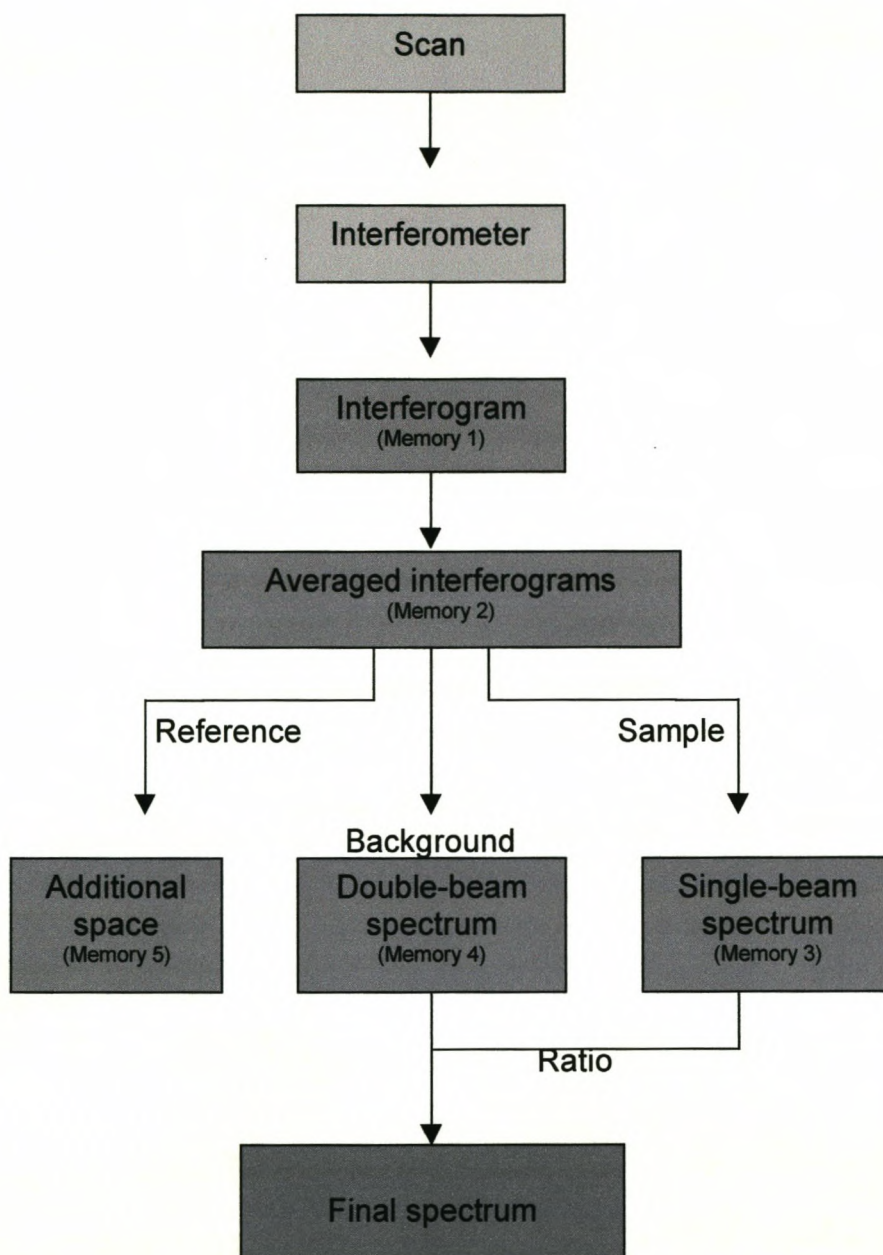 Scan
Interferometer
Interferogram
(Memory 1)
Averaged interferograms
(Memory 2)
Reference
Sample
Background
Additional
space
(Memory 5)
Double-beam
spectrum
(Memory 4)
Single-beam
spectrum
(Memory 3)
Ratio
Final spectrum